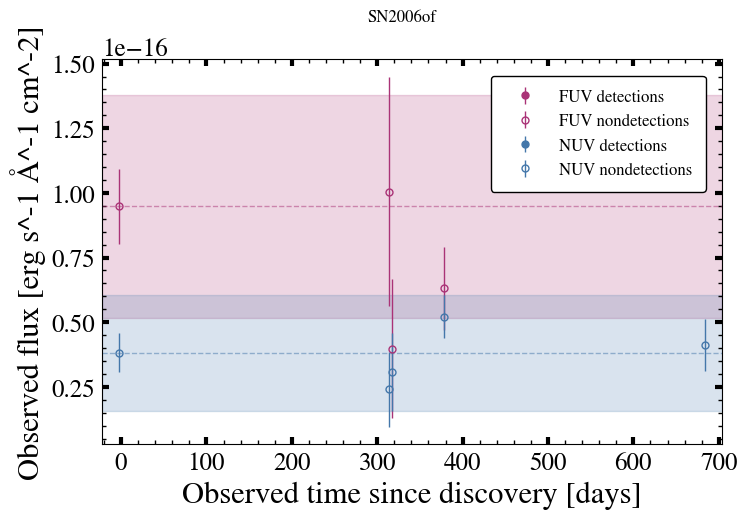 SN2006of
1e−16
1.50
1.25
1.00
0.75
0.50
0.25
Observed flux [erg s^-1 Å^-1 cm^-2]
FUV detections
FUV nondetections
NUV detections
NUV nondetections
0 100 200 300 400 500 600 700
Observed time since discovery [days]